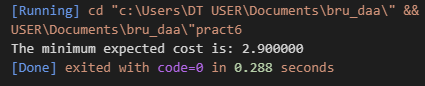 [Running] cd "c:\Users\DT USER\Documents\bru_daa\" &&
USER\Documents\bru_daa\"pract6
The minimum expected cost is: 2.900000
[Done] exited with code=0 in 0.288 seconds